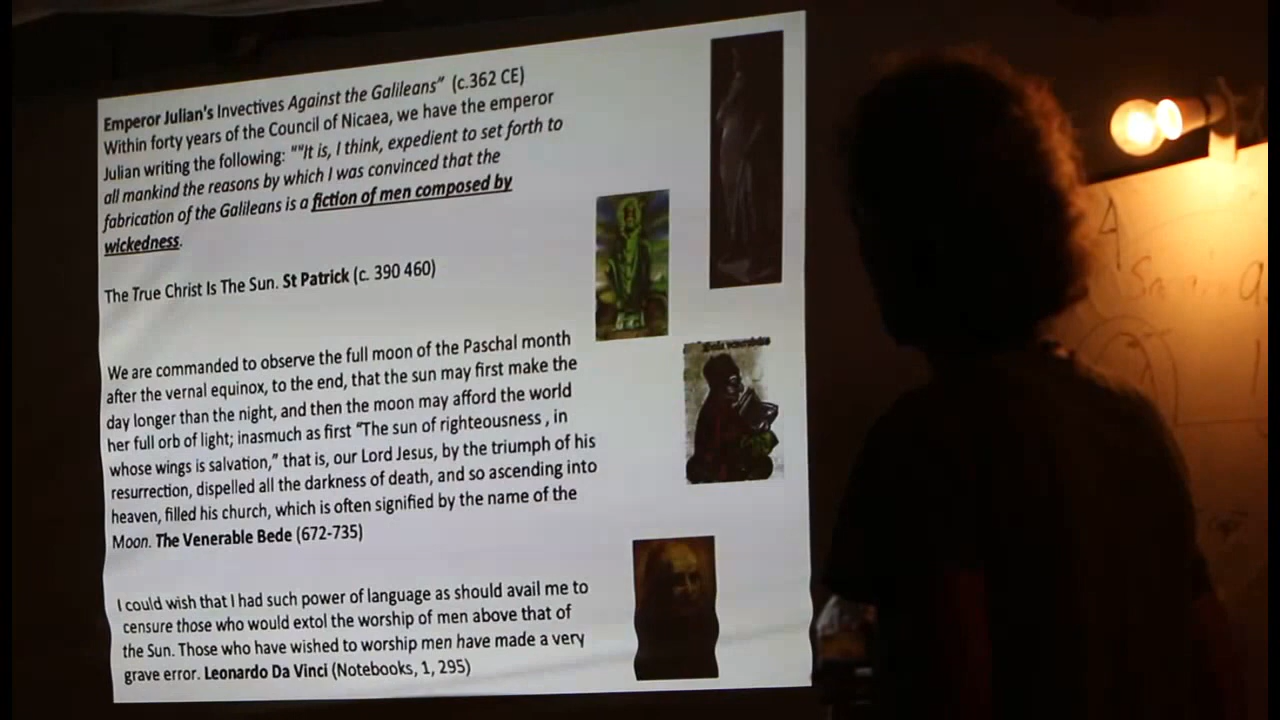 Emperor Julian's Invectives Against the Galileans" (c.362 CE)
Within forty years of the Council of Nicaea, we have the emperor
Julian writing the following: ""It is, I think, expedient to set forth to
all mankind the reasons by which I was convinced that the
fabrication of the Galileans is a fiction of men composed by
wickedness.
The True Christ Is The Sun. St Patrick (c. 390 460)
We are commanded to observe the full moon of the Paschal month
after the vernal equinox, to the end, that the sun may first make the
day longer than the night, and then the moon may afford the world
her full orb of light; inasmuch as first "The sun of righteousness , in
whose wings is salvation," that is, our Lord Jesus, by the triumph of his
resurrection, dispelled all the darkness of death, and so ascending into
heaven, filled his church, which is often signified by the name of the
Moon. The Venerable Bede (672-735)
I could wish that I had such power of language as should avail me to
censure those who would extol the worship of men above that of
the Sun. Those who have wished to worship men have made a very
grave error. Leonardo Da Vinci (Notebooks, 1, 295)
A